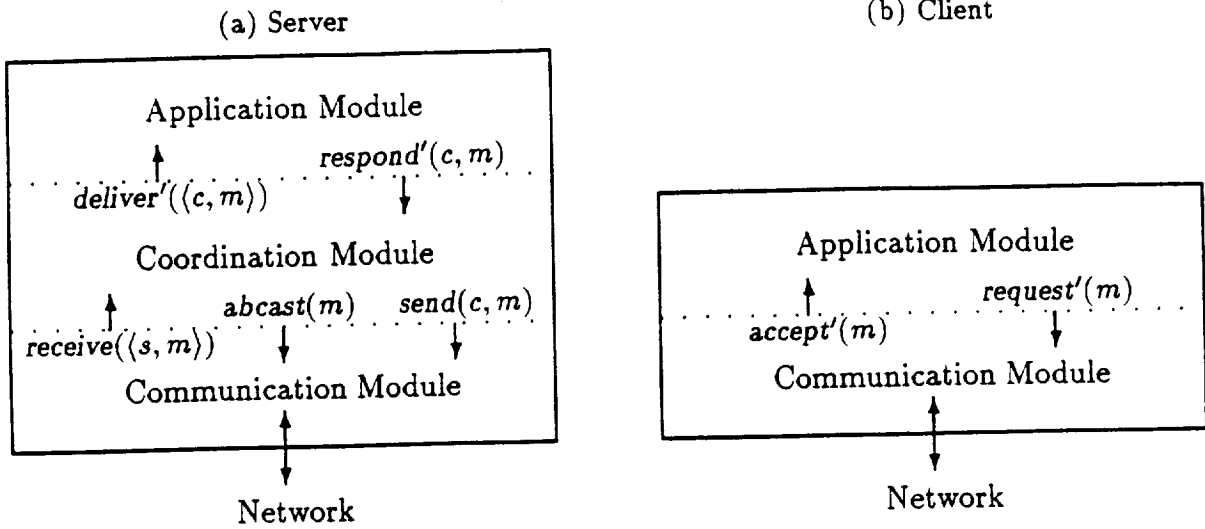 (a) Server
Application Module
respond′(c, m)
deliver′(⟨c, m⟩)
Coordination Module
abcast(m)
send(c, m)
receive(⟨s, m⟩)
Communication Module
Network
(b) Client
Application Module
request′(m)
accept′(m)
Communication Module
Network